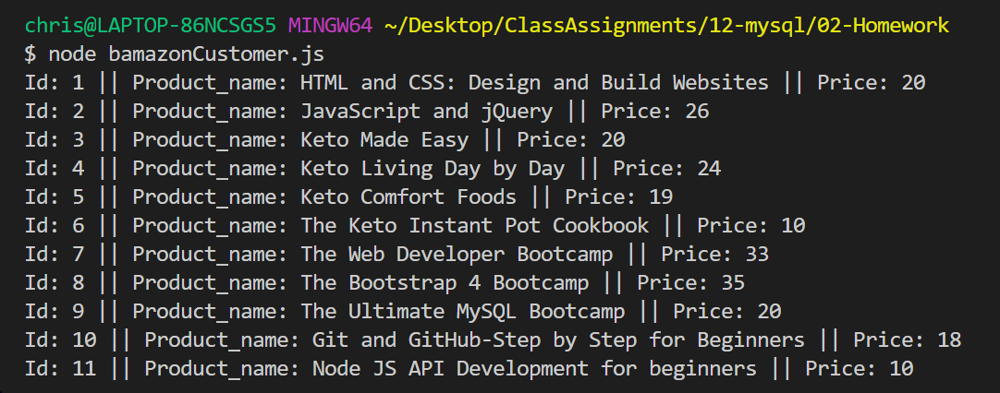 chris@LAPTOP-86NCSGS5 MINGW64 ~/Desktop/ClassAssignments/12-mysql/02-Homework
$ node bamazonCustomer.js
Id: 1 || Product_name: HTML and CSS: Design and Build Websites || Price: 20
Id: 2 || Product_name: JavaScript and jQuery || Price: 26
Id: 3 || Product_name: Keto Made Easy || Price: 20
Id: 4 || Product_name: Keto Living Day by Day || Price: 24
Id: 5 || Product_name: Keto Comfort Foods || Price: 19
Id: 6 || Product_name: The Keto Instant Pot Cookbook || Price: 10
Id: 7 || Product_name: The Web Developer Bootcamp || Price: 33
Id: 8 || Product_name: The Bootstrap 4 Bootcamp || Price: 35
Id: 9 || Product_name: The Ultimate MySQL Bootcamp || Price: 20
Id: 10 || Product_name: Git and GitHub-Step by Step for Beginners || Price: 18
Id: 11 || Product_name: Node JS API Development for beginners || Price: 10